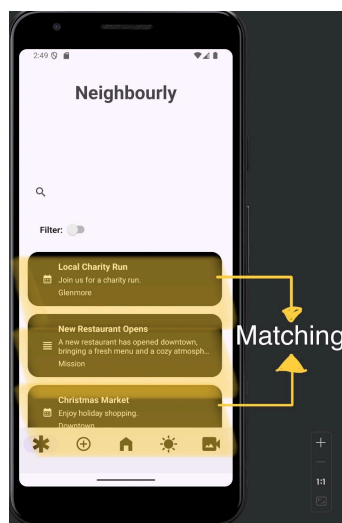 2:49
Neighbourly
Filter:
Local Charity Run
Join us for a charity run.
Glenmore
New Restaurant Opens
A new restaurant has opened downtown,
bringing a fresh menu and a cozy atmosph...
Mission
Matching
Christmas Market
Enjoy holiday shopping.
Downtown
1:1